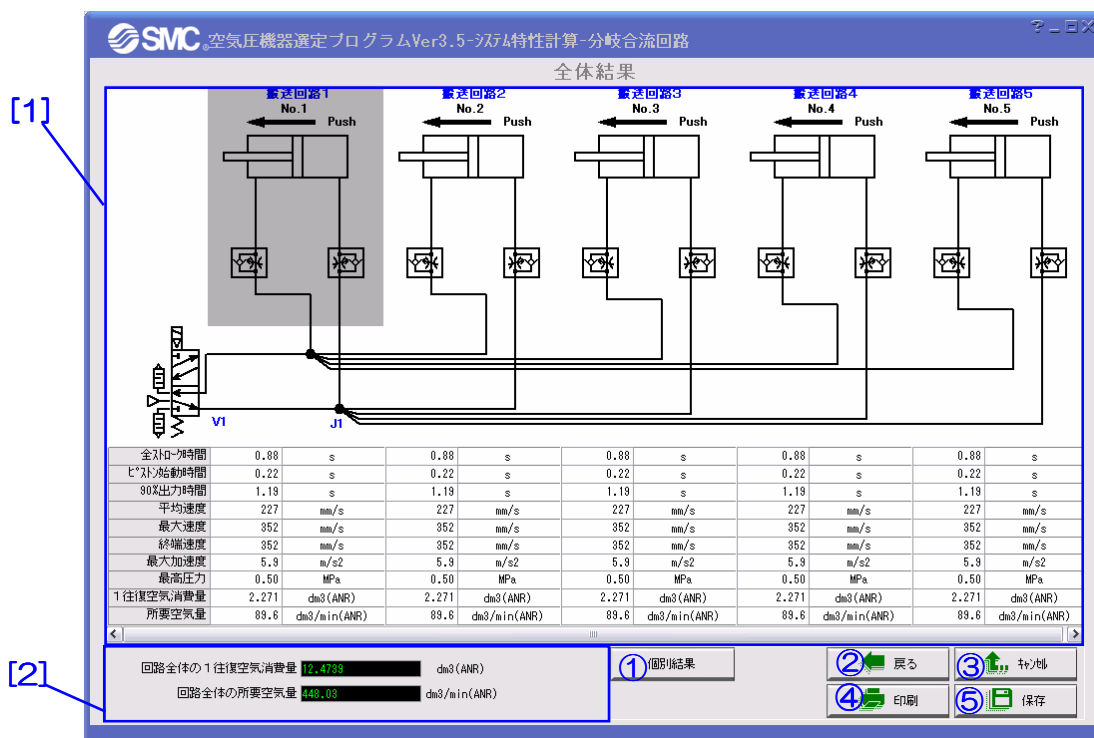 SMC 空気圧機器選定プログラムVer3.5-システム特性計算-分岐合流回路
全体結果
[1]
搬送回路1 搬送回路2 搬送回路3 搬送回路4 搬送回路5
No.1 No.2 No.3 No.4 No.5
Push Push Push Push Push
V1 J1
全ストローク時間 0.88 s 0.88 s 0.88 s 0.88 s 0.88 s
ピストン始動時間 0.22 s 0.22 s 0.22 s 0.22 s 0.22 s
90%出力時間 1.19 s 1.19 s 1.19 s 1.19 s 1.19 s
平均速度 227 mm/s 227 mm/s 227 mm/s 227 mm/s 227 mm/s
最大速度 352 mm/s 352 mm/s 352 mm/s 352 mm/s 352 mm/s
終端速度 352 mm/s 352 mm/s 352 mm/s 352 mm/s 352 mm/s
最大加速度 5.9 m/s2 5.9 m/s2 5.9 m/s2 5.9 m/s2 5.9 m/s2
最高圧力 0.50 MPa 0.50 MPa 0.50 MPa 0.50 MPa 0.50 MPa
1往復空気消費量 2.271 dm3(ANR) 2.271 dm3(ANR) 2.271 dm3(ANR) 2.271 dm3(ANR) 2.271 dm3(ANR)
所要空気量 89.6 dm3/min(ANR) 89.6 dm3/min(ANR) 89.6 dm3/min(ANR) 89.6 dm3/min(ANR) 89.6 dm3/min(ANR)
[2]
回路全体の1往復空気消費量 12.4739 dm3(ANR)
回路全体の所要空気量 448.03 dm3/min(ANR)
①個別結果
②戻る
③キャンセル
④印刷
⑤保存